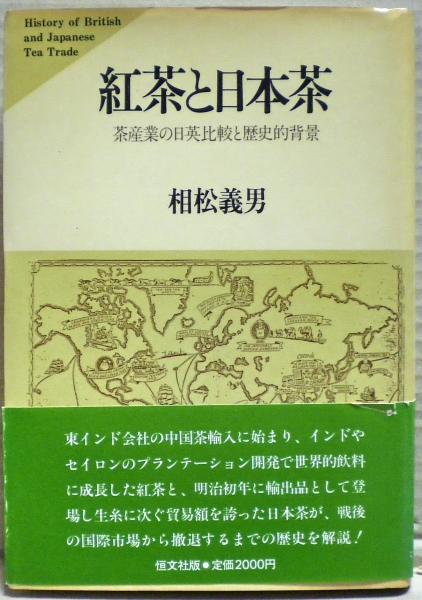 History of British
and Japanese
Tea Trade
紅茶と日本茶
茶産業の日英比較と歴史的背景
相松義男
東インド会社の中国茶輸入に始まり、インドや
セイロンのプランテーション開発で世界的飲料
に成長した紅茶と、明治初年に輸出品として登
場し生糸に次ぐ貿易額を誇った日本茶が、戦後
の国際市場から撤退するまでの歴史を解説!
恒文社版●定価2000円